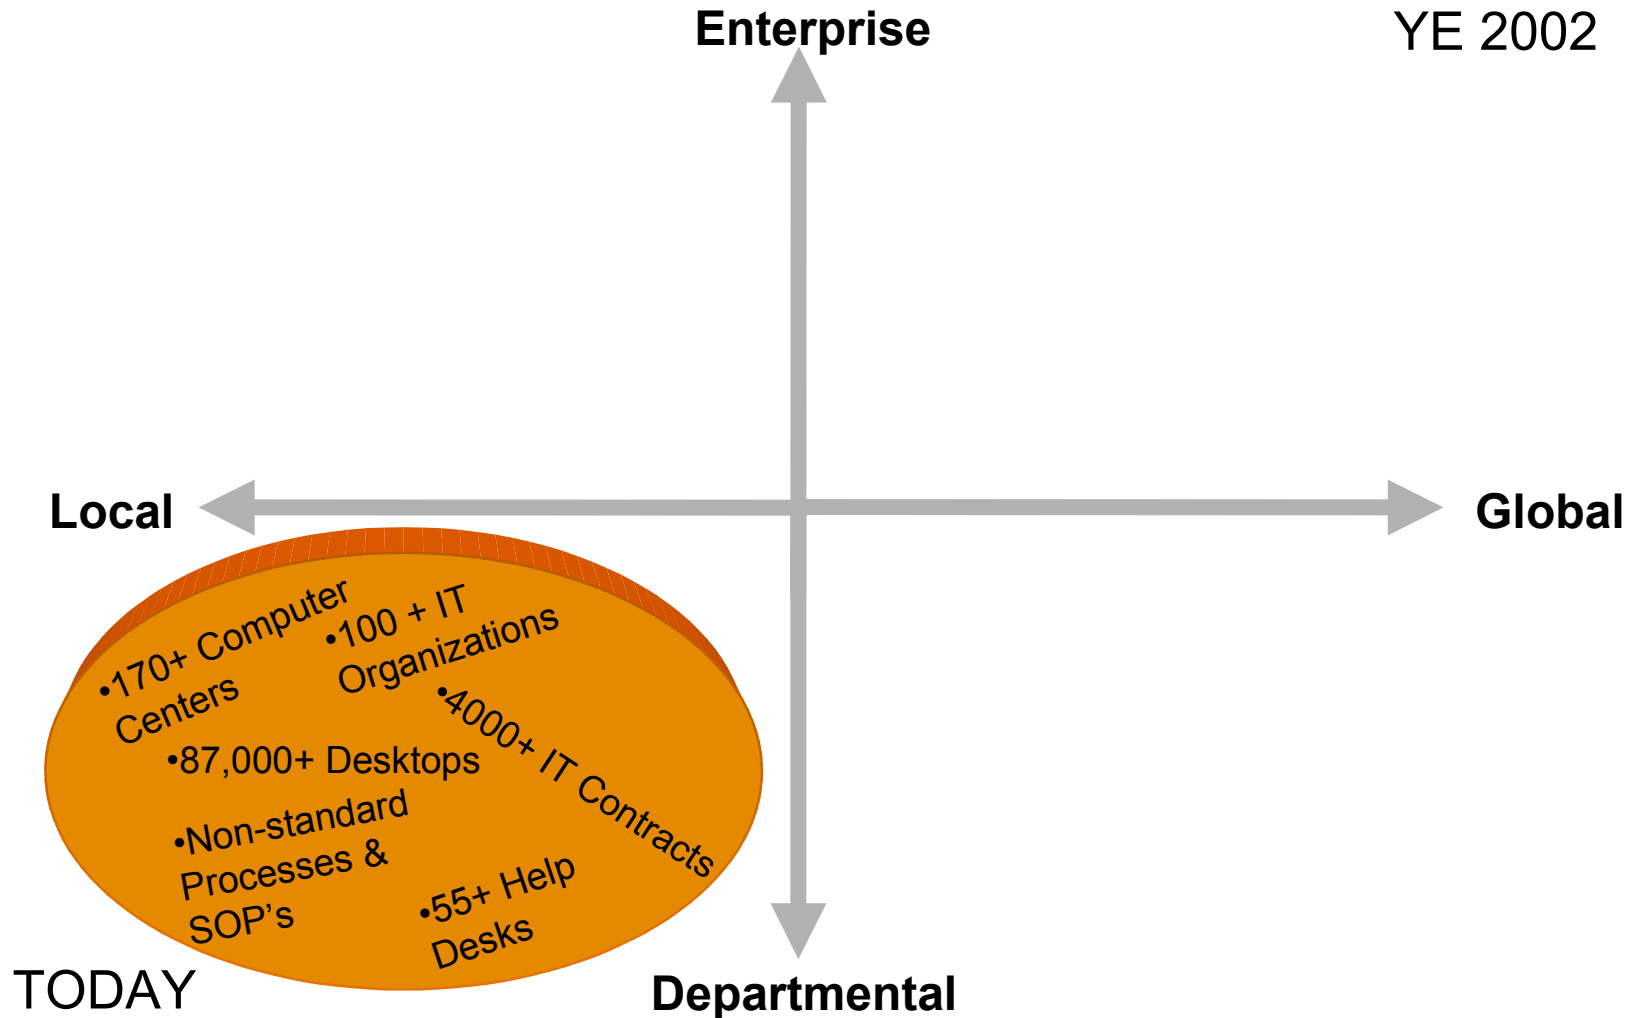 Enterprise
YE 2002
Local
Global
•170+ Computer
Centers
•100 + IT
Organizations
•4000+ IT Contracts
•87,000+ Desktops
•Non-standard
Processes &
SOP’s
•55+ Help
Desks
TODAY
Departmental